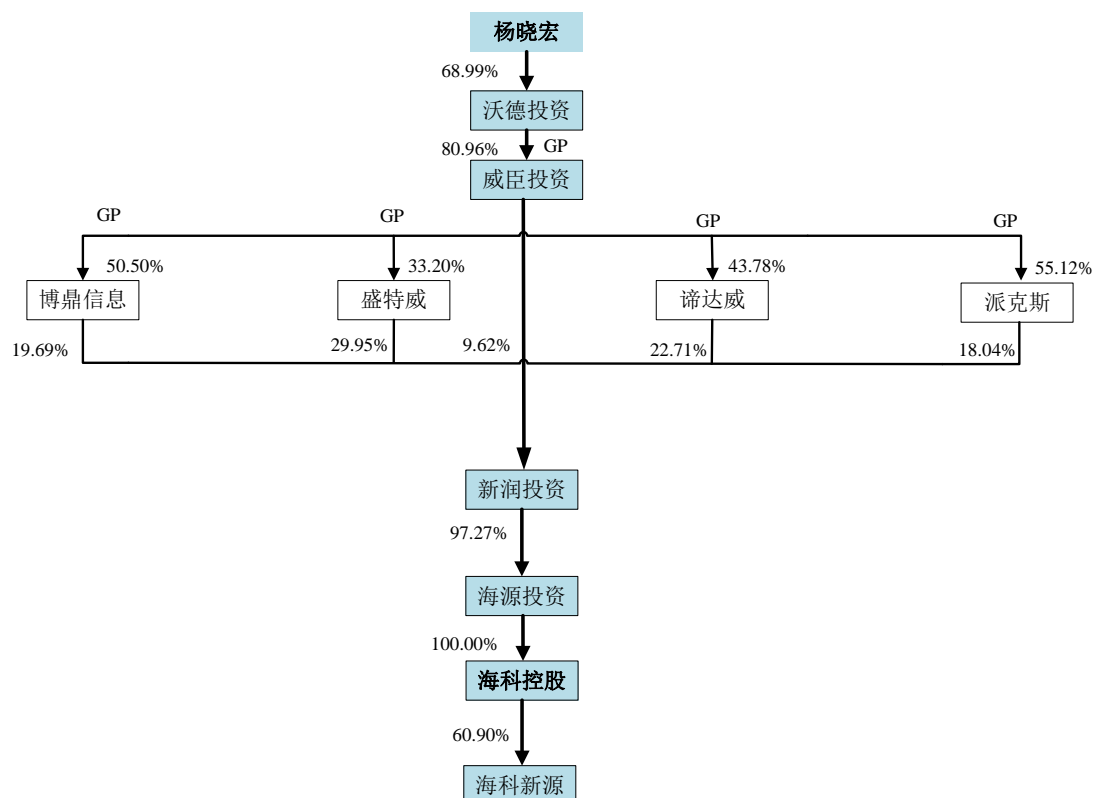 杨晓宏
68.99%
沃德投资
80.96%
GP
威臣投资
GP
GP
GP
GP
50.50%
33.20%
43.78%
55.12%
博鼎信息
盛特威
谛达威
派克斯
19.69%
29.95%
9.62%
22.71%
18.04%
新润投资
97.27%
海源投资
100.00%
海科控股
60.90%
海科新源